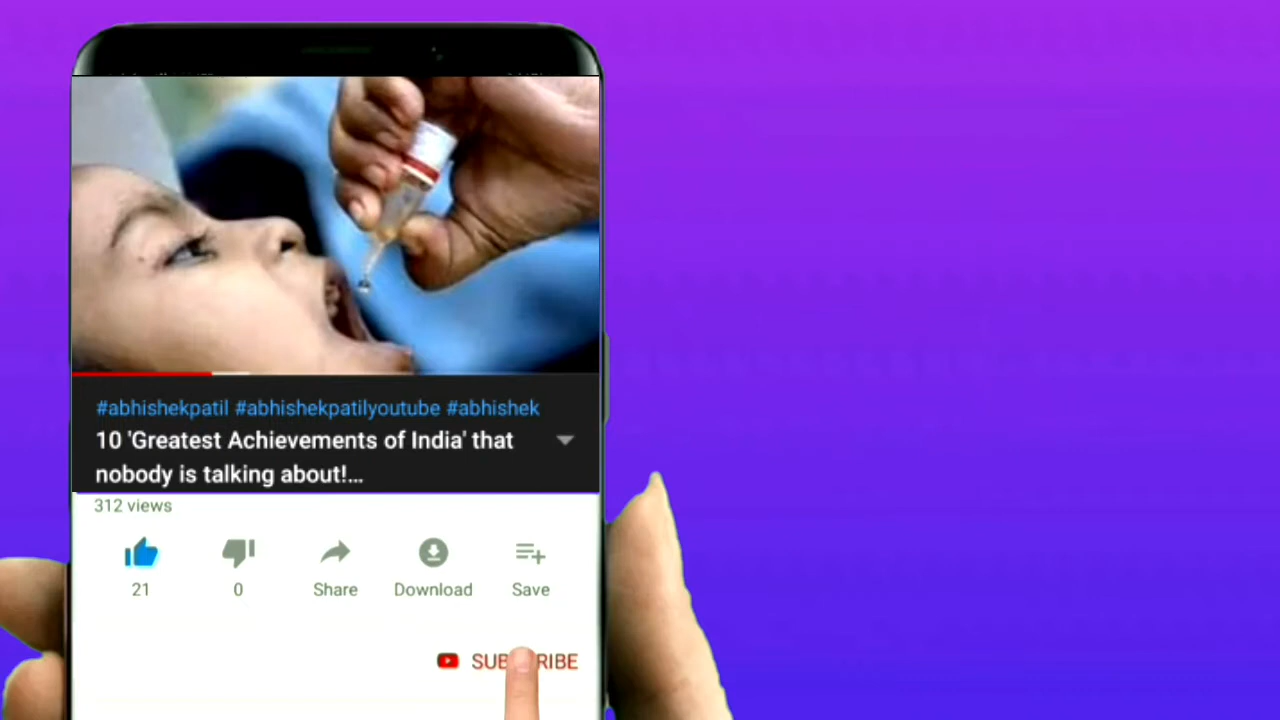 #abhishekpatil #abhishekpatilyoutube #abhishek
10 'Greatest Achievements of India' that
nobody is talking about!...
312 views
21
0
Share
Download
Save
SUBSCRIBE